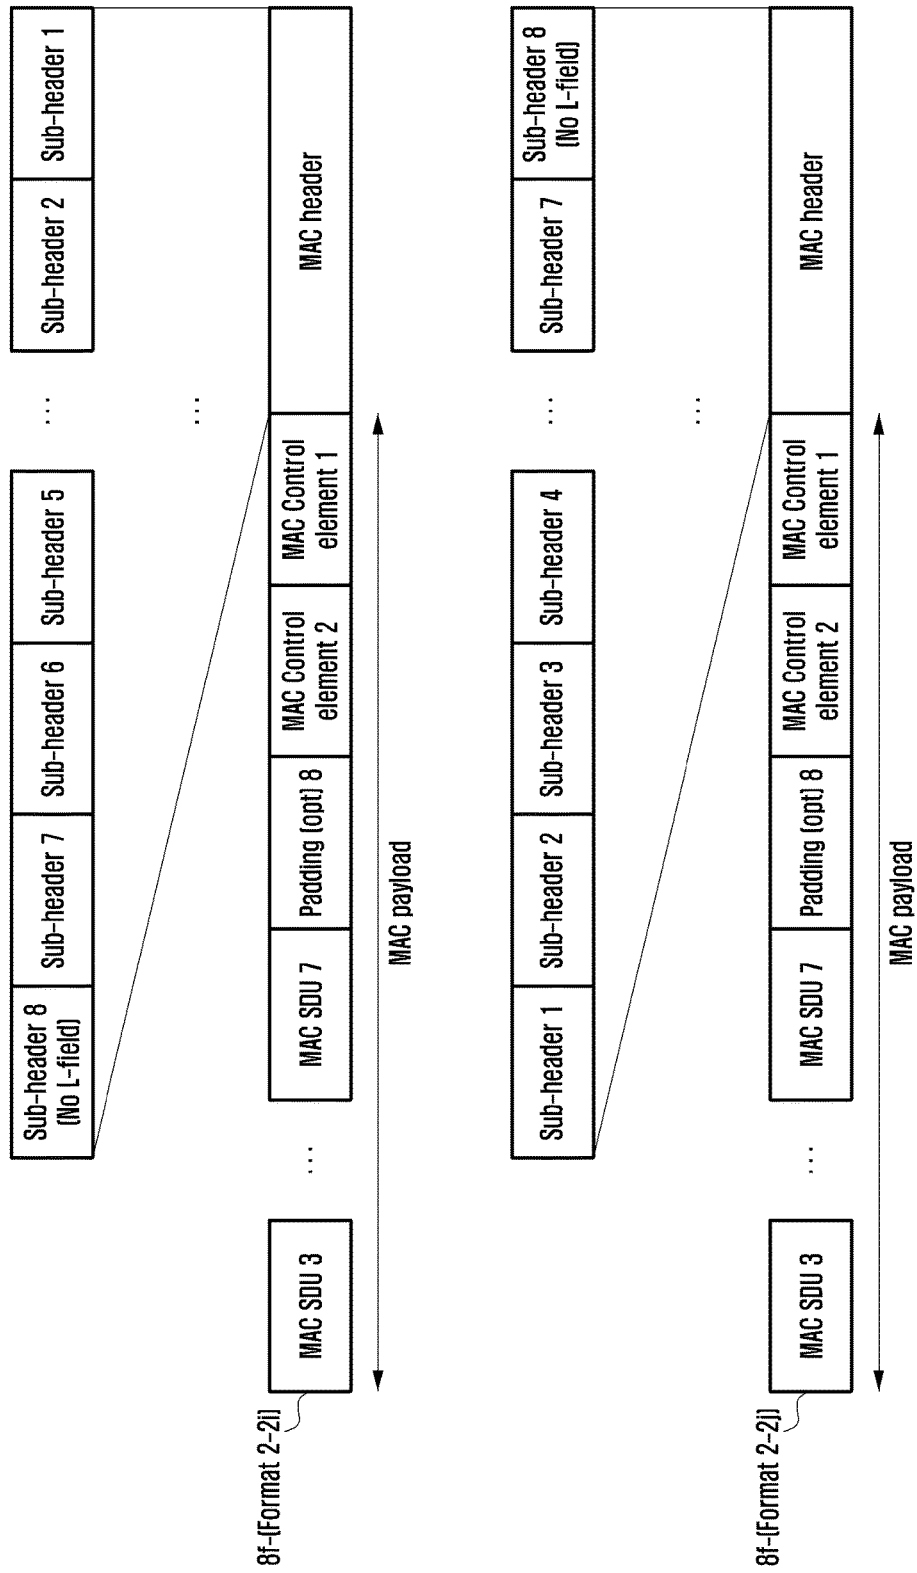 Sub-header 8
(No L-field)
Sub-header 7
Sub-header 6
Sub-header 5
...
Sub-header 2
Sub-header 1
...
8f-(Format 2-2i)
MAC SDU 3
...
MAC SDU 7
Padding (opt) 8
MAC Control
element 2
MAC Control
element 1
MAC header
MAC payload
Sub-header 1
Sub-header 2
Sub-header 3
Sub-header 4
...
Sub-header 7
Sub-header 8
(No L-field)
...
8f-(Format 2-2j)
MAC SDU 3
...
MAC SDU 7
Padding (opt) 8
MAC Control
element 2
MAC Control
element 1
MAC header
MAC payload